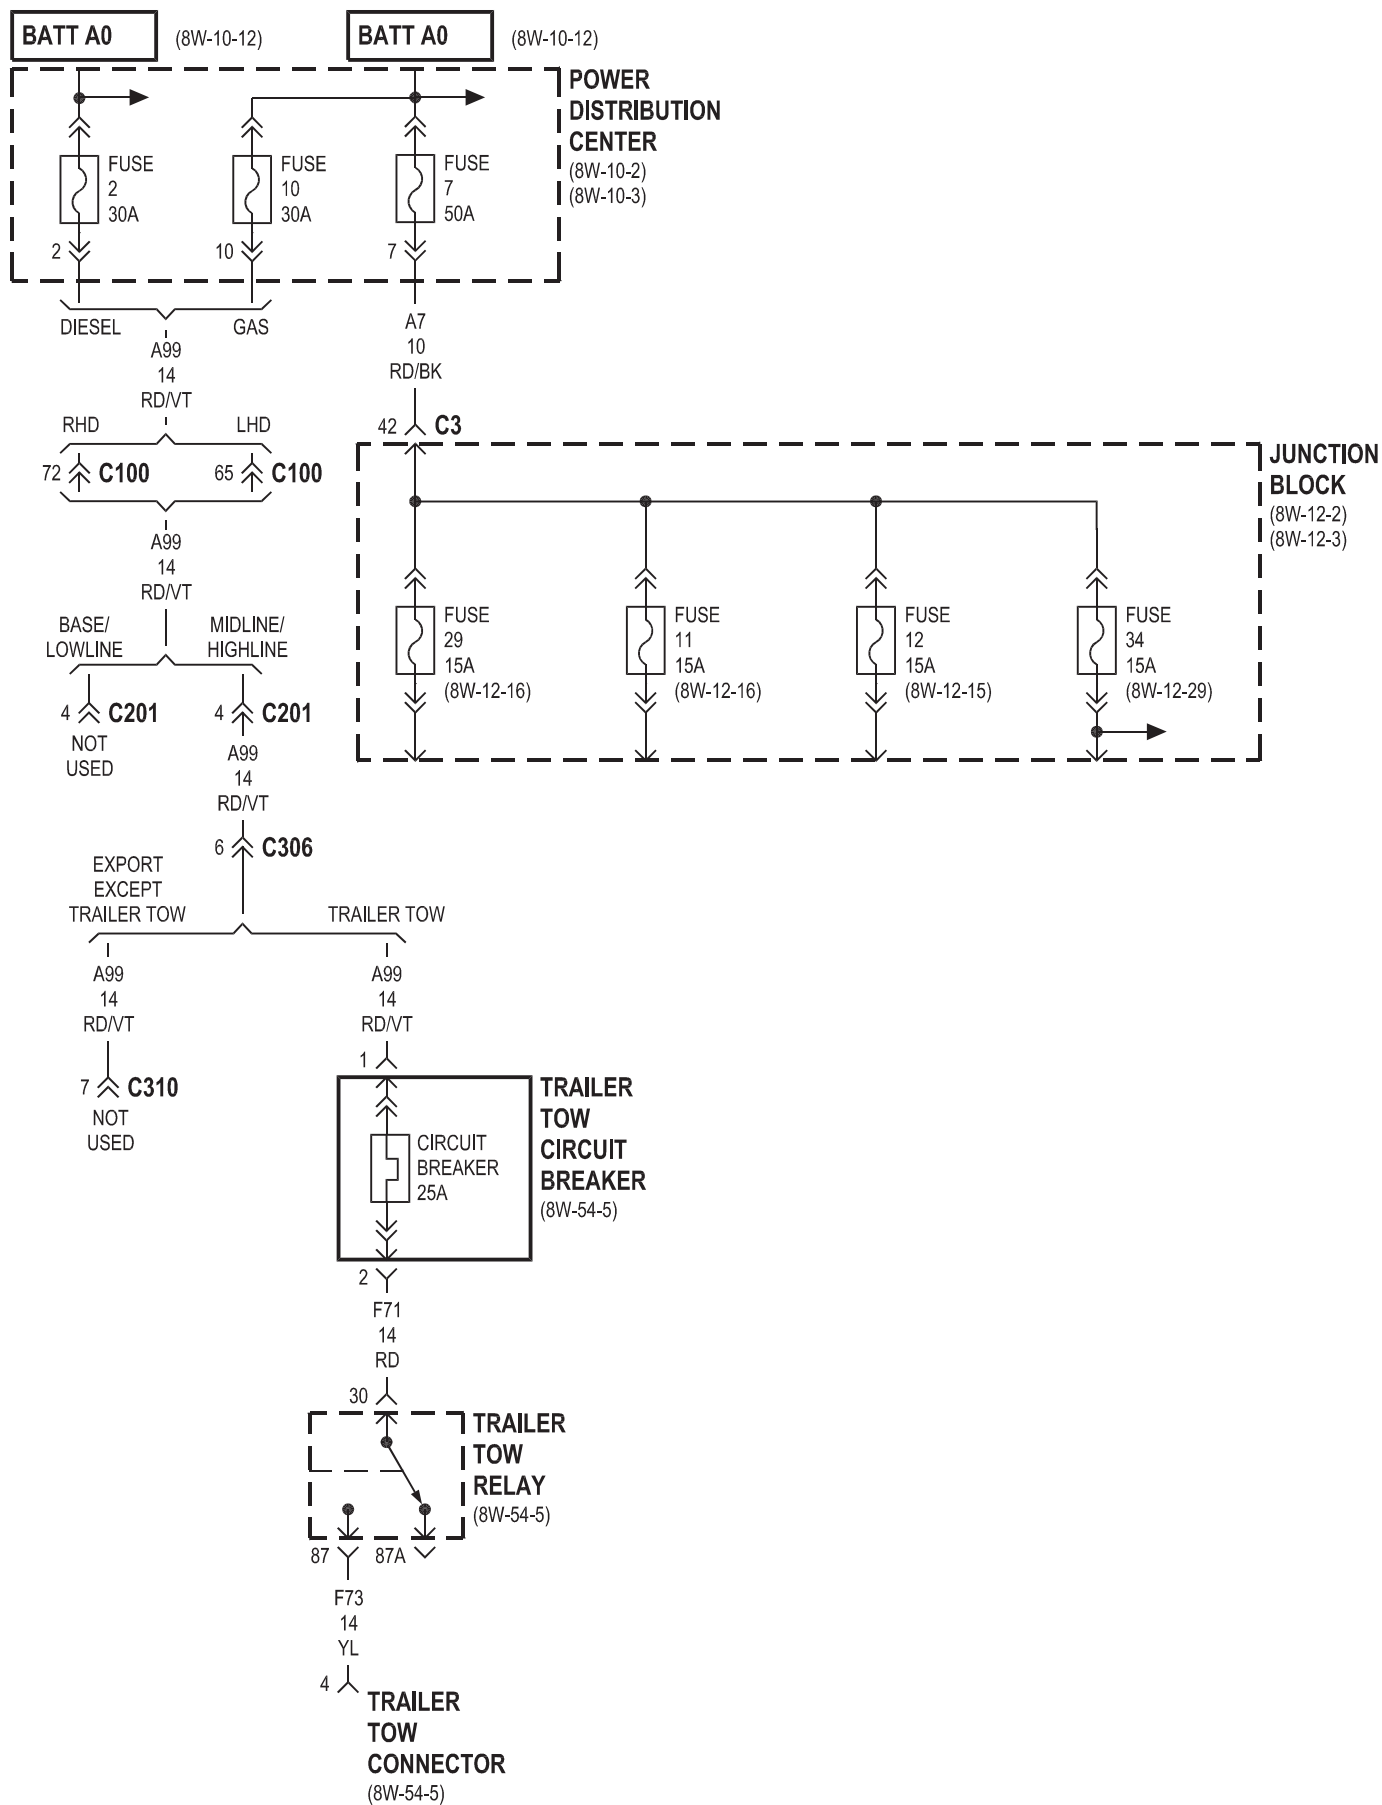 BATT A0
(8W-10-12)
BATT A0
(8W-10-12)
POWER
DISTRIBUTION
CENTER
(8W-10-2)
(8W-10-3)
FUSE
2
30A
FUSE
10
30A
FUSE
7
50A
2
10
7
DIESEL
GAS
A99
14
RD/VT
A7
10
RD/BK
RHD
LHD
72
C100
65
C100
42
C3
JUNCTION
BLOCK
(8W-12-2)
(8W-12-3)
A99
14
RD/VT
FUSE
29
15A
(8W-12-16)
FUSE
11
15A
(8W-12-16)
FUSE
12
15A
(8W-12-15)
FUSE
34
15A
(8W-12-29)
BASE/
LOWLINE
MIDLINE/
HIGHLINE
4
C201
NOT
USED
4
C201
A99
14
RD/VT
6
C306
EXPORT
EXCEPT
TRAILER TOW
TRAILER TOW
A99
14
RD/VT
7
C310
NOT
USED
A99
14
RD/VT
1
CIRCUIT
BREAKER
25A
TRAILER
TOW
CIRCUIT
BREAKER
(8W-54-5)
2
F71
14
RD
30
TRAILER
TOW
RELAY
(8W-54-5)
87
87A
F73
14
YL
4
TRAILER
TOW
CONNECTOR
(8W-54-5)